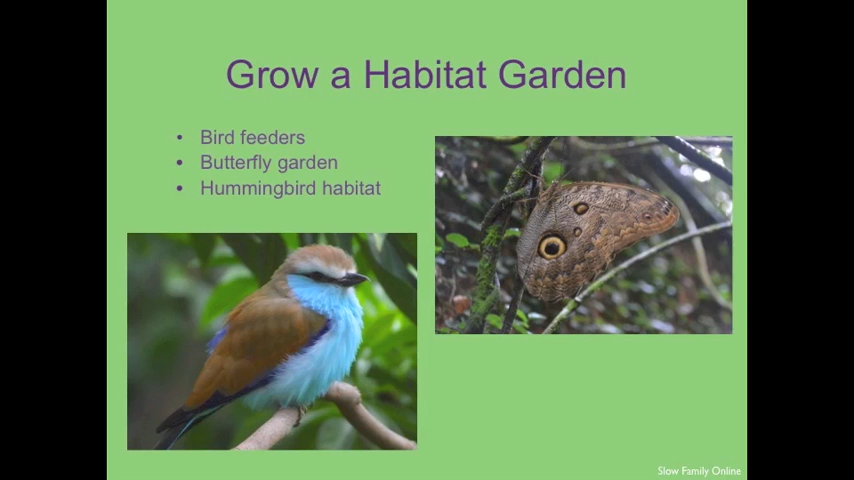 Grow a Habitat Garden
• Bird feeders
• Butterfly garden
• Hummingbird habitat
Slow Family Online